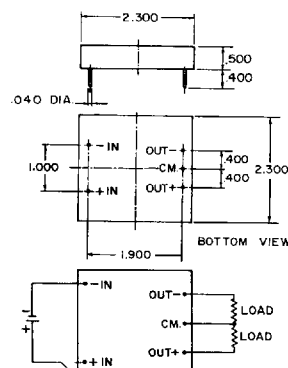 2.300
.500
.400
.040 DIA.
- IN
OUT-
1.000
CM.
.400
.400
2.300
+ IN
OUT+
1.900
BOTTOM VIEW
- IN
OUT-
LOAD
-
CM.
+
LOAD
+ IN
OUT+